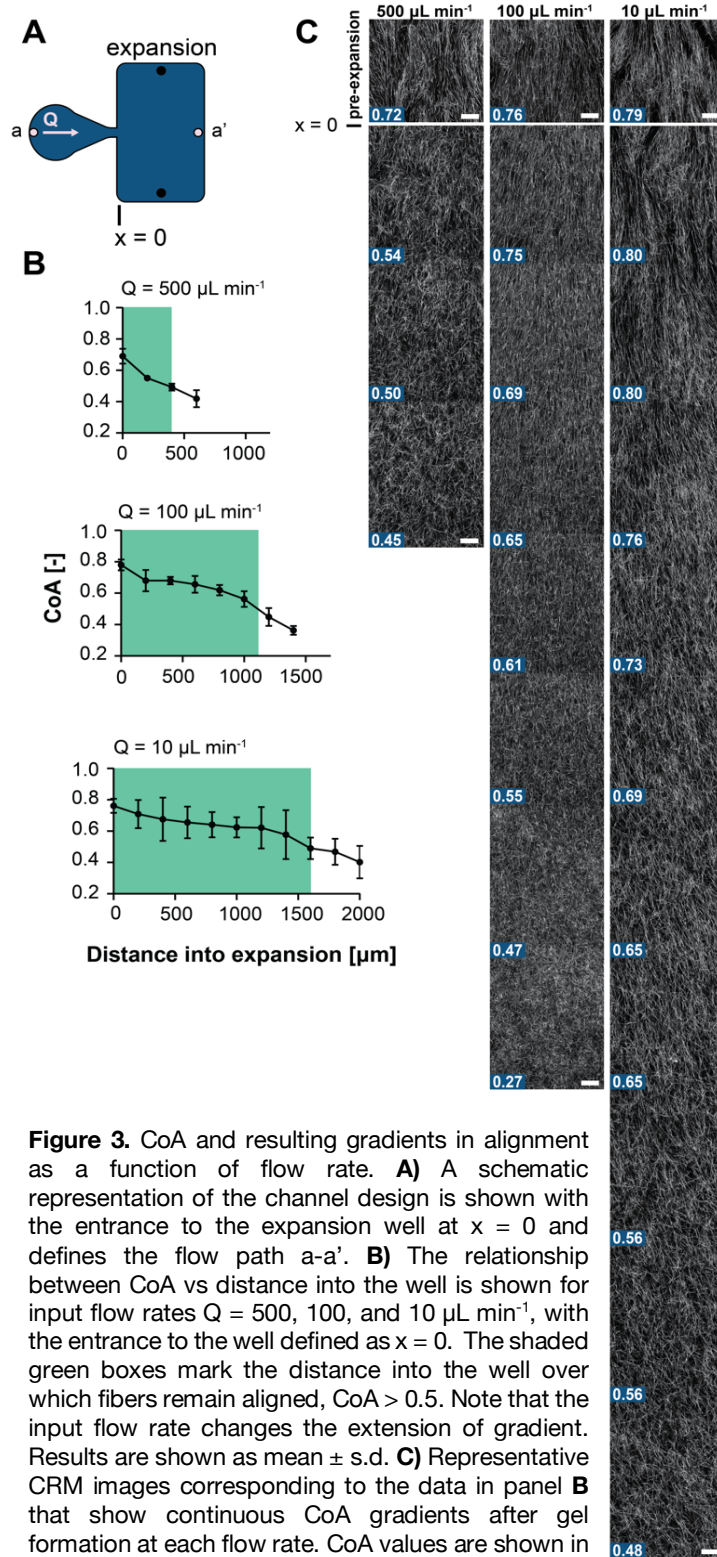 A
expansion
Q
a
a'
x = 0
B
Q = 500 µL min⁻¹
1.0
0.8
0.6
0.4
0.2
0
500
1000
Q = 100 µL min⁻¹
1.0
0.8
0.6
0.4
0.2
0
500
1000
1500
CoA [-]
Q = 10 µL min⁻¹
1.0
0.8
0.6
0.4
0.2
0
500
1000
1500
2000
Distance into expansion [µm]
C
500 µL min⁻¹
100 µL min⁻¹
10 µL min⁻¹
pre-expansion
x = 0
0.72
0.76
0.79
0.54
0.75
0.80
0.50
0.69
0.80
0.45
0.65
0.76
0.61
0.73
0.55
0.69
0.47
0.65
0.27
0.65
0.56
0.56
0.48
Figure 3. CoA and resulting gradients in alignment
as a function of flow rate. A) A schematic
representation of the channel design is shown with
the entrance to the expansion well at x = 0 and
defines the flow path a-a'. B) The relationship
between CoA vs distance into the well is shown for
input flow rates Q = 500, 100, and 10 µL min⁻¹, with
the entrance to the well defined as x = 0. The shaded
green boxes mark the distance into the well over
which fibers remain aligned, CoA > 0.5. Note that the
input flow rate changes the extension of gradient.
Results are shown as mean ± s.d. C) Representative
CRM images corresponding to the data in panel B
that show continuous CoA gradients after gel
formation at each flow rate. CoA values are shown in